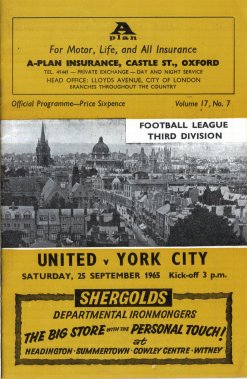 A
plan
For Motor, Life, and All Insurance
A-PLAN INSURANCE, CASTLE ST., OXFORD
TEL. 41441 — PRIVATE EXCHANGE — DAY AND NIGHT SERVICE
HEAD OFFICE: LLOYDS AVENUE, CITY OF LONDON
BRANCHES THROUGHOUT THE COUNTRY
Official Programme—Price Sixpence Volume 17, No. 7
FOOTBALL LEAGUE
THIRD DIVISION
UNITED v YORK CITY
SATURDAY, 25 SEPTEMBER 1965 Kick-off 3 p.m.
SHERGOLDS
DEPARTMENTAL IRONMONGERS
THE BIG STORE WITH THE PERSONAL TOUCH!
at
HEADINGTON · SUMMERTOWN · COWLEY CENTRE · WITNEY